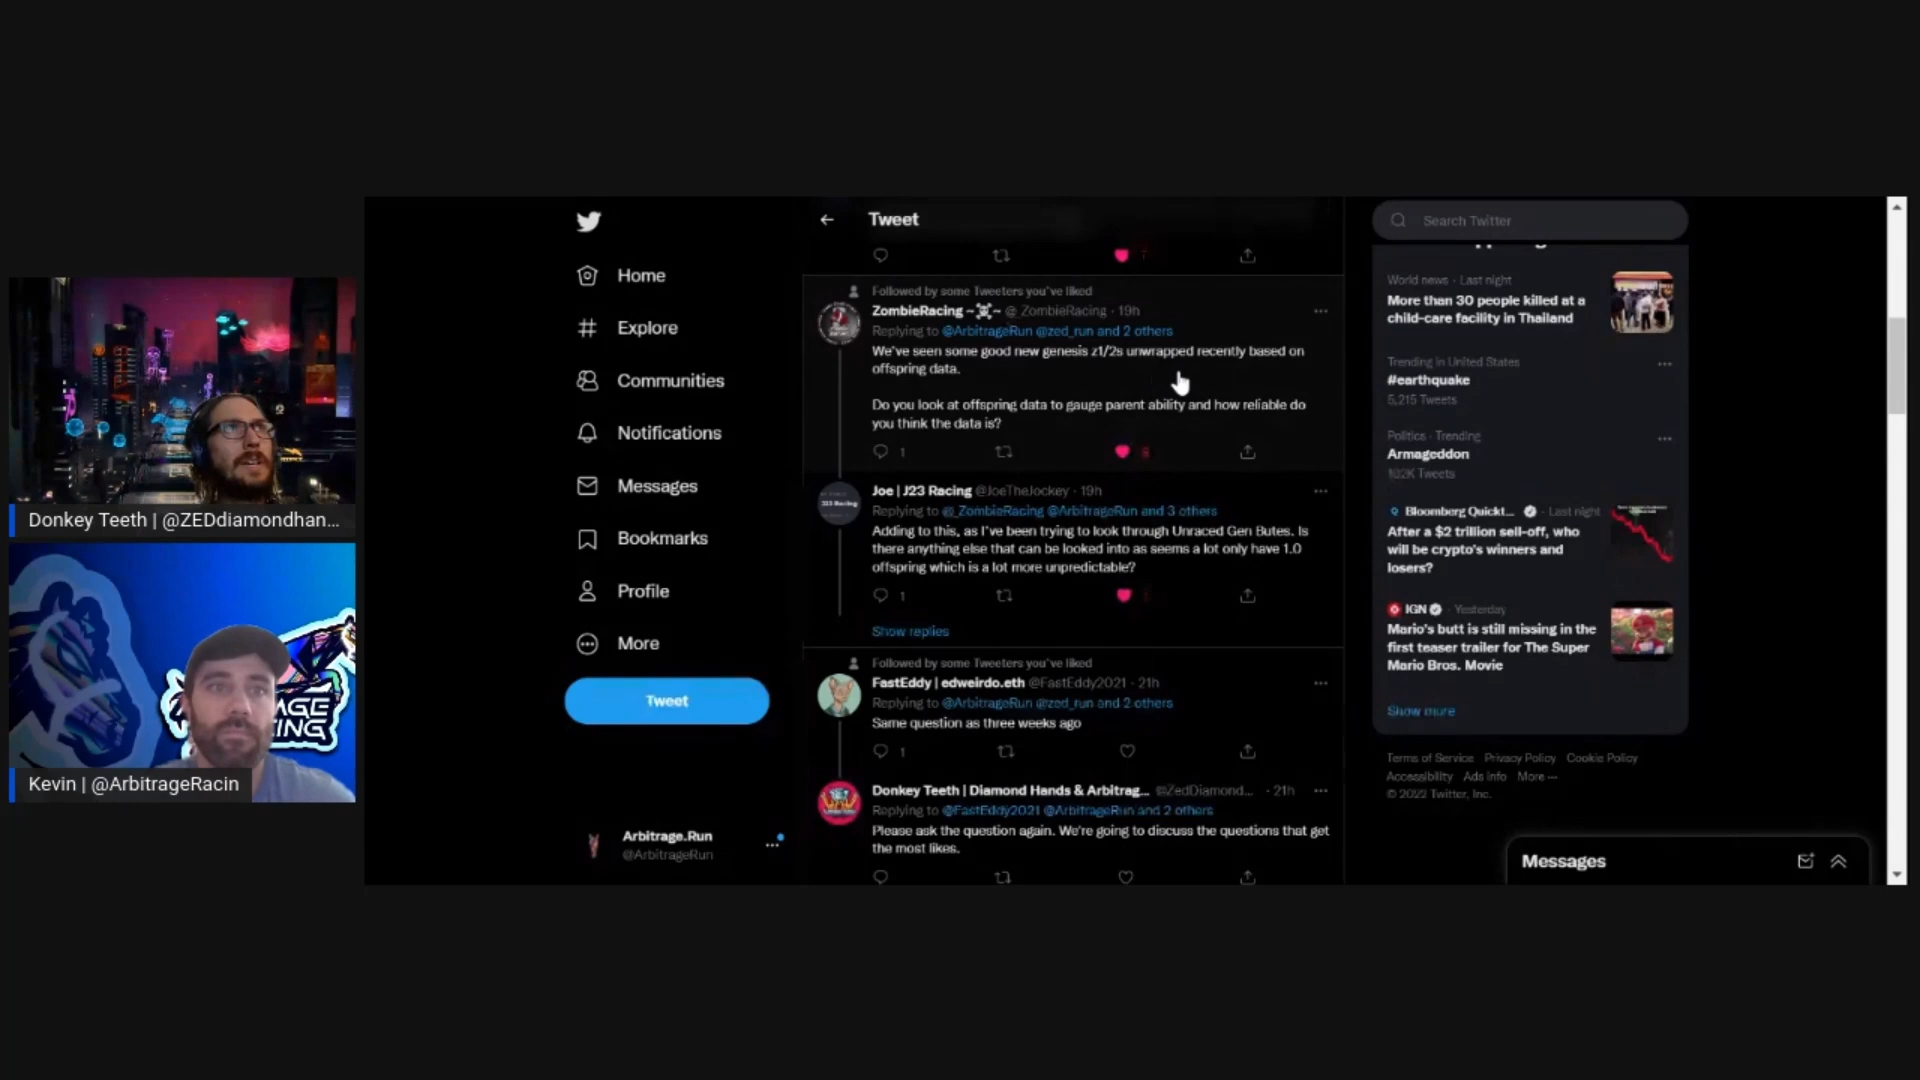 Donkey Teeth | @ZEDdiamondhan...
AGE
ING
Kevin | @ArbitrageRacin
Home
Explore
Communities
Notifications
Messages
Bookmarks
Profile
More
Tweet
Arbitrage.Run
@ArbitrageRun
Tweet
Followed by some Tweeters you've liked
ZombieRacing ~☠~ @_ZombieRacing · 19h
Replying to @ArbitrageRun @zed_run and 2 others
We've seen some good new genesis z1/2s unwrapped recently based on
offspring data.
Do you look at offspring data to gauge parent ability and how reliable do
you think the data is?
1
Joe | J23 Racing @JoeTheJockey · 19h
Replying to @_ZombieRacing @ArbitrageRun and 3 others
Adding to this, as I've been trying to look through Unraced Gen Butes. Is
there anything else that can be looked into as seems a lot only have 1.0
offspring which is a lot more unpredictable?
1
Show replies
Followed by some Tweeters you've liked
FastEddy | edweirdo.eth @FastEddy2021 · 21h
Replying to @ArbitrageRun @zed_run and 2 others
Same question as three weeks ago
1
Donkey Teeth | Diamond Hands & Arbitrag... @ZedDiamond... · 21h
Replying to @FastEddy2021 @ArbitrageRun and 2 others
Please ask the question again. We're going to discuss the questions that get
the most likes.
Search Twitter
World news · Last night
More than 30 people killed at a
child-care facility in Thailand
Trending in United States
#earthquake
5,215 Tweets
Politics · Trending
Armageddon
102K Tweets
Bloomberg Quickt... · Last night
After a $2 trillion sell-off, who
will be crypto's winners and
losers?
IGN · Yesterday
Mario's butt is still missing in the
first teaser trailer for The Super
Mario Bros. Movie
Show more
Terms of Service Privacy Policy Cookie Policy
Accessibility Ads info More ...
© 2022 Twitter, Inc.
Messages